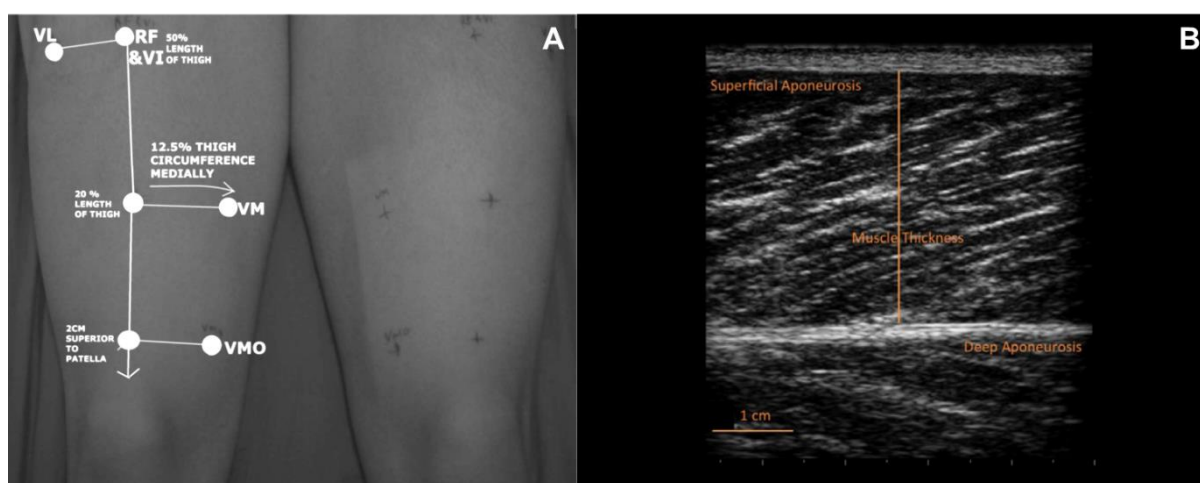 VL
RF
&VI
50%
LENGTH
OF THIGH
A
12.5% THIGH
CIRCUMFERENCE
MEDIALLY
20 %
LENGTH
OF THIGH
VM
2CM
SUPERIOR
TO
PATELLA
VMO
B
Superficial Aponeurosis
Muscle Thickness
Deep Aponeurosis
1 cm